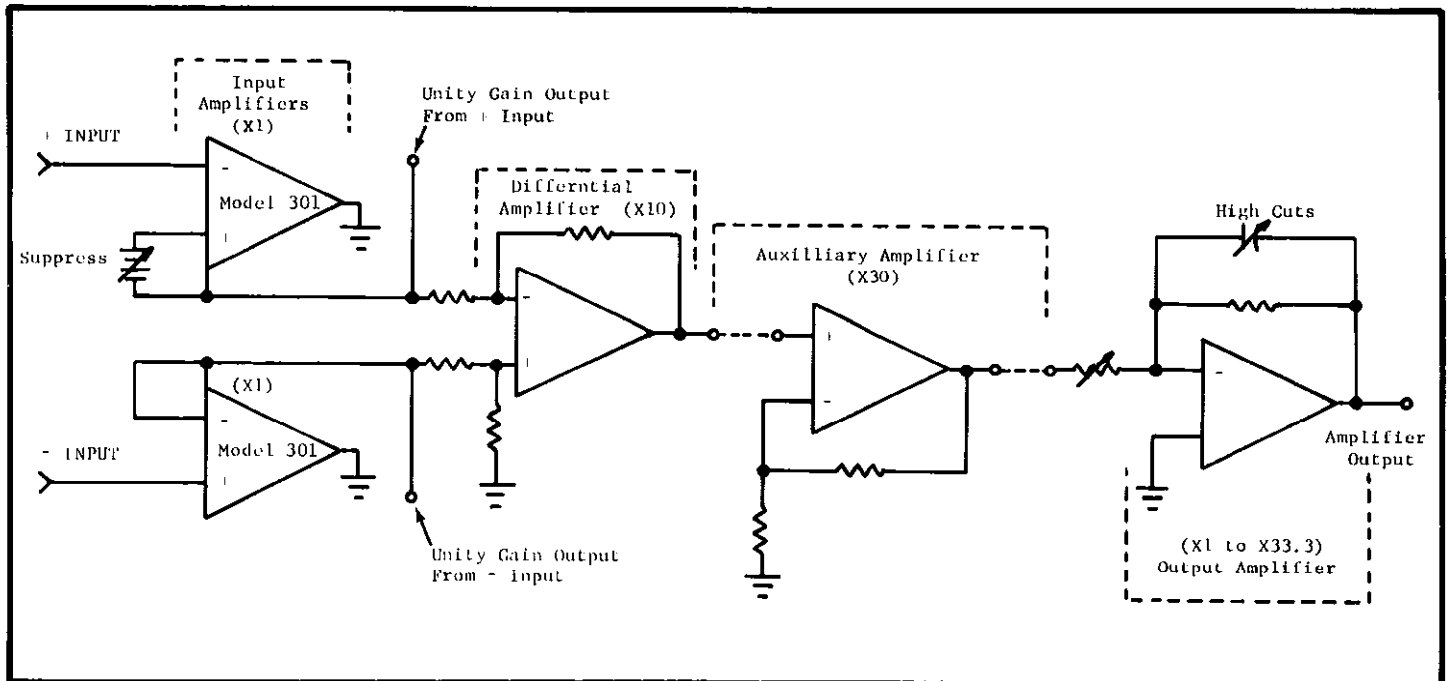 Input
Amplifiers
(X1)
+ INPUT
-
Model 301
+
Suppress
Unity Gain Output
From + Input
Differntial
Amplifier (X10)
-
+
(X1)
-
Model 301
+
- INPUT
Unity Gain Output
From - Input
Auxilliary Amplifier
(X30)
+
-
High Cuts
-
Amplifier
Output
(X1 to X33.3)
Output Amplifier